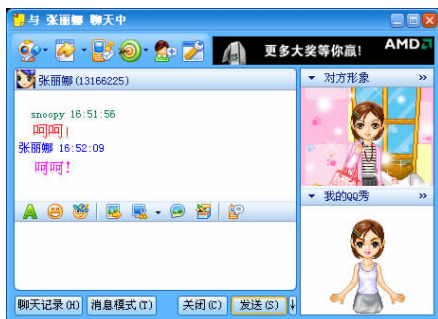 与 张丽娜 聊天中
更多大奖等你赢! AMD
张丽娜 (13166225)
snoopy 16:51:56
呵呵!
张丽娜 16:52:09
呵呵!
聊天记录(H) 消息模式(T) 关闭(C) 发送(S)
对方形象 »
我的QQ秀 »